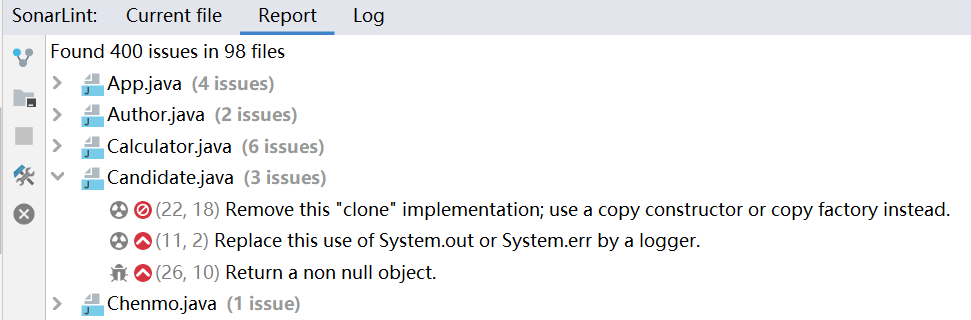 SonarLint: Current file Report Log
Found 400 issues in 98 files
App.java (4 issues)
Author.java (2 issues)
Calculator.java (6 issues)
Candidate.java (3 issues)
(22, 18) Remove this "clone" implementation; use a copy constructor or copy factory instead.
(11, 2) Replace this use of System.out or System.err by a logger.
(26, 10) Return a non null object.
Chenmo.java (1 issue)